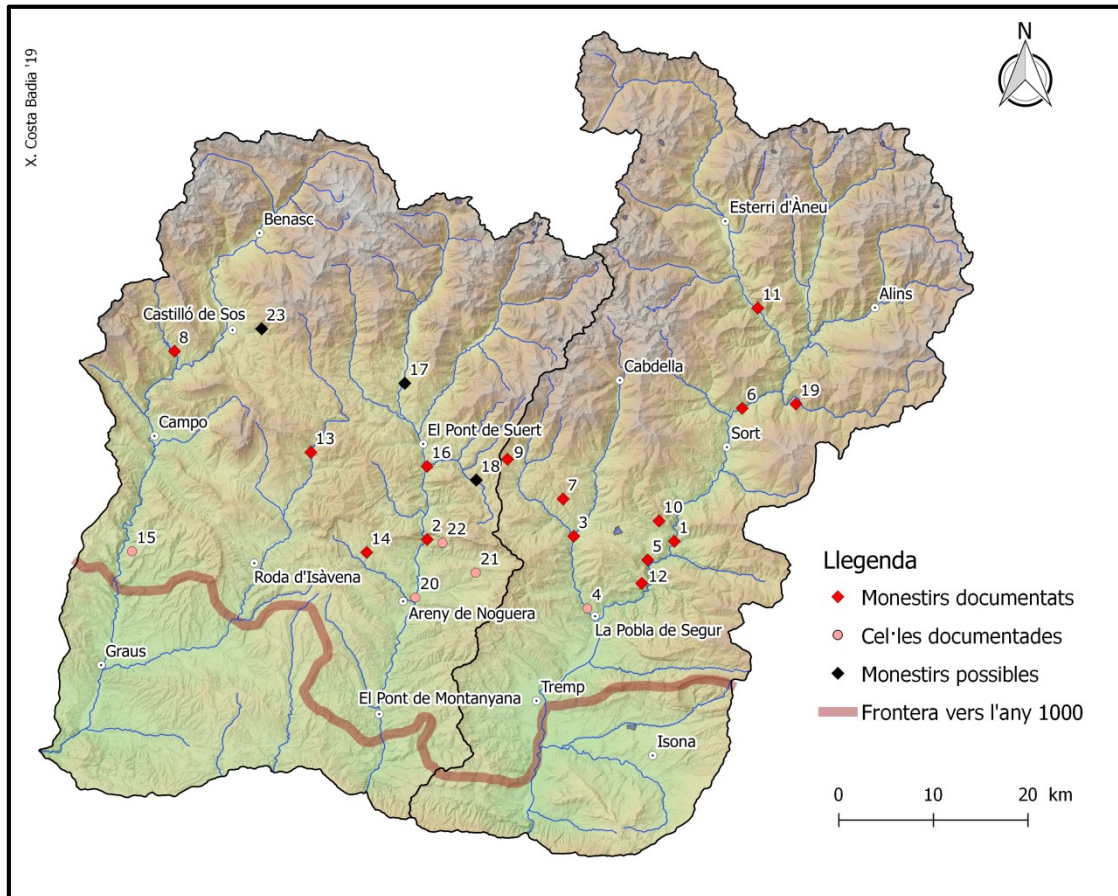 X. Costa Badia '19
N
Benasc
Esterri d'Àneu
11
Alins
Castilló de Sos
23
8
17
Cabdella
6
19
Campo
El Pont de Suert
Sort
13
16
9
18
7
10
3
1
2
22
14
5
15
21
12
Roda d'Isàvena
20
Areny de Noguera
4
La Pobla de Segur
Graus
Tremp
El Pont de Montanyana
Isona
Llegenda
Monestirs documentats
Cel·les documentades
Monestirs possibles
Frontera vers l'any 1000
0 10 20 km